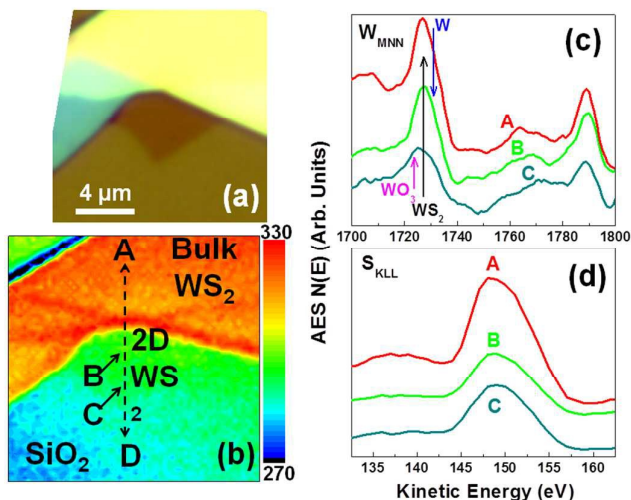 4 µm
(a)
330
A
Bulk
WS2
2D
B
WS
C
2
SiO2
D
(b)
270
AES N(E) (Arb. Units)
WMNN
W
(c)
A
B
C
WO3
WS2
1700 1720 1740 1760 1780 1800
SKLL
A
(d)
B
C
135 140 145 150 155 160
Kinetic Energy (eV)